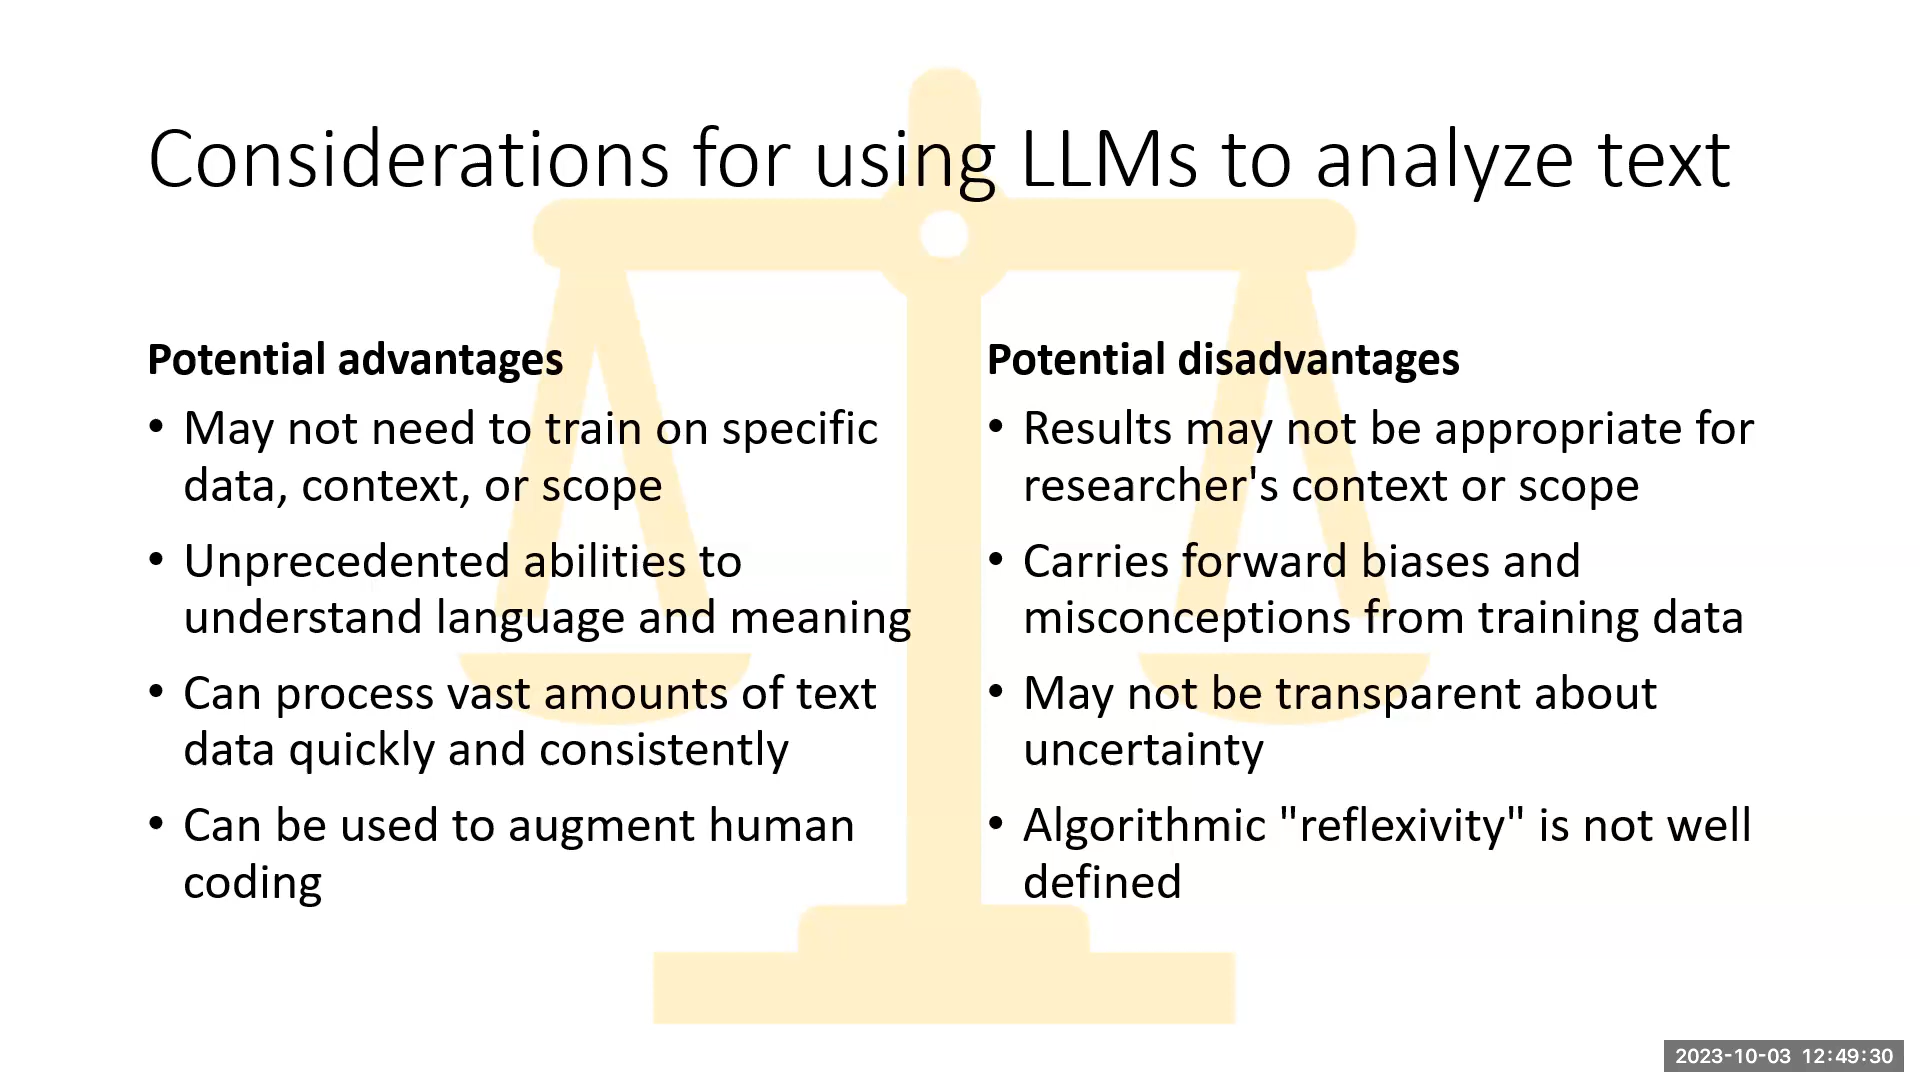 Considerations for using LLMs to analyze text
Potential advantages
• May not need to train on specific
data, context, or scope
• Unprecedented abilities to
understand language and meaning
• Can process vast amounts of text
data quickly and consistently
• Can be used to augment human
coding
Potential disadvantages
• Results may not be appropriate for
researcher's context or scope
• Carries forward biases and
misconceptions from training data
• May not be transparent about
uncertainty
• Algorithmic "reflexivity" is not well
defined
2023-10-03 12:49:30